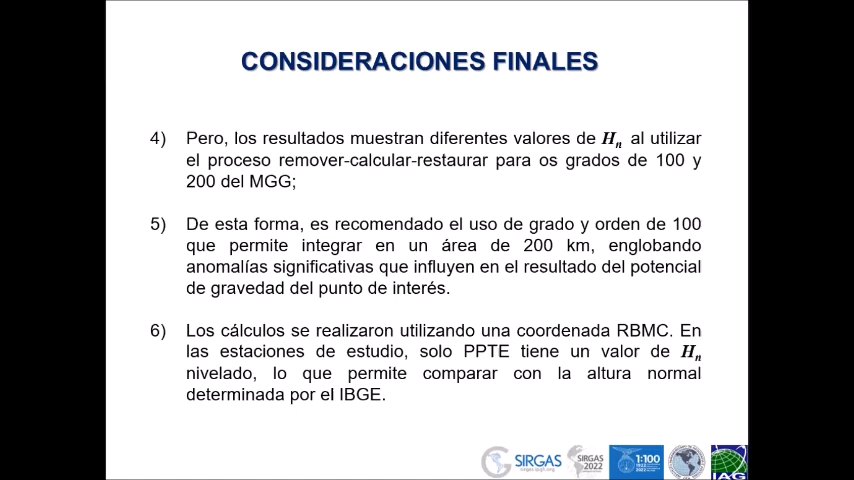 CONSIDERACIONES FINALES
4) Pero, los resultados muestran diferentes valores de Hn al utilizar
el proceso remover-calcular-restaurar para os grados de 100 y
200 del MGG;
5) De esta forma, es recomendado el uso de grado y orden de 100
que permite integrar en un área de 200 km, englobando
anomalías significativas que influyen en el resultado del potencial
de gravedad del punto de interés.
6) Los cálculos se realizaron utilizando una coordenada RBMC. En
las estaciones de estudio, solo PPTE tiene un valor de Hn
nivelado, lo que permite comparar con la altura normal
determinada por el IBGE.
SIRGAS
SIRGAS
2022
1:100
IAG